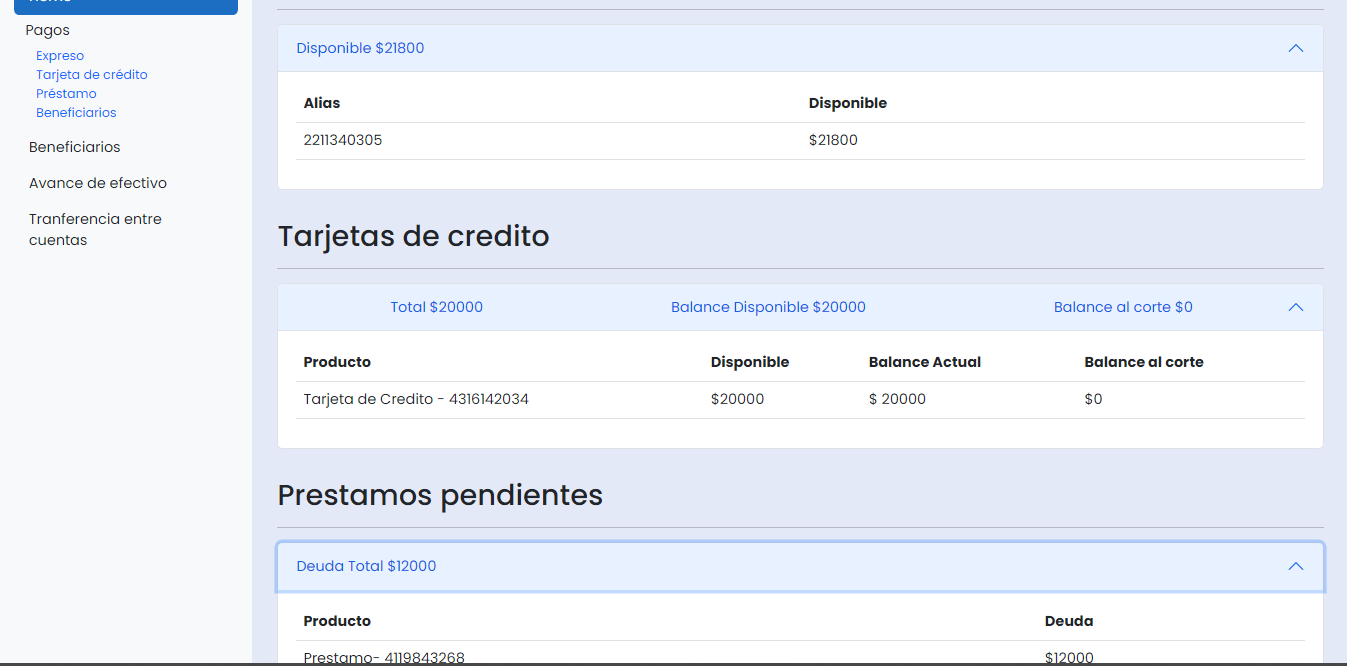 Pagos
Expreso
Tarjeta de crédito
Préstamo
Beneficiarios
Beneficiarios
Avance de efectivo
Tranferencia entre
cuentas
Disponible $21800
Alias Disponible
2211340305 $21800
Tarjetas de credito
Total $20000 Balance Disponible $20000 Balance al corte $0
Producto Disponible Balance Actual Balance al corte
Tarjeta de Credito - 4316142034 $20000 $ 20000 $0
Prestamos pendientes
Deuda Total $12000
Producto Deuda
Prestamo- 4119843268 $12000